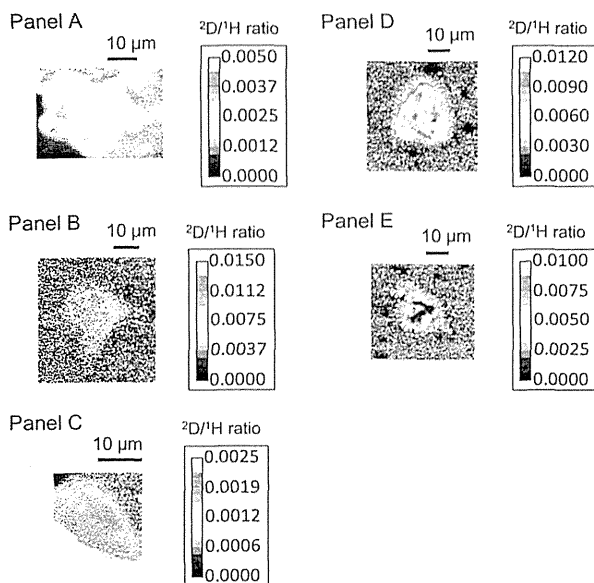 Panel A
10 µm
²D/¹H ratio
0.0050
0.0037
0.0025
0.0012
0.0000
Panel B
10 µm
²D/¹H ratio
0.0150
0.0112
0.0075
0.0037
0.0000
Panel C
10 µm
²D/¹H ratio
0.0025
0.0019
0.0012
0.0006
0.0000
Panel D
10 µm
²D/¹H ratio
0.0120
0.0090
0.0060
0.0030
0.0000
Panel E
10 µm
²D/¹H ratio
0.0100
0.0075
0.0050
0.0025
0.0000